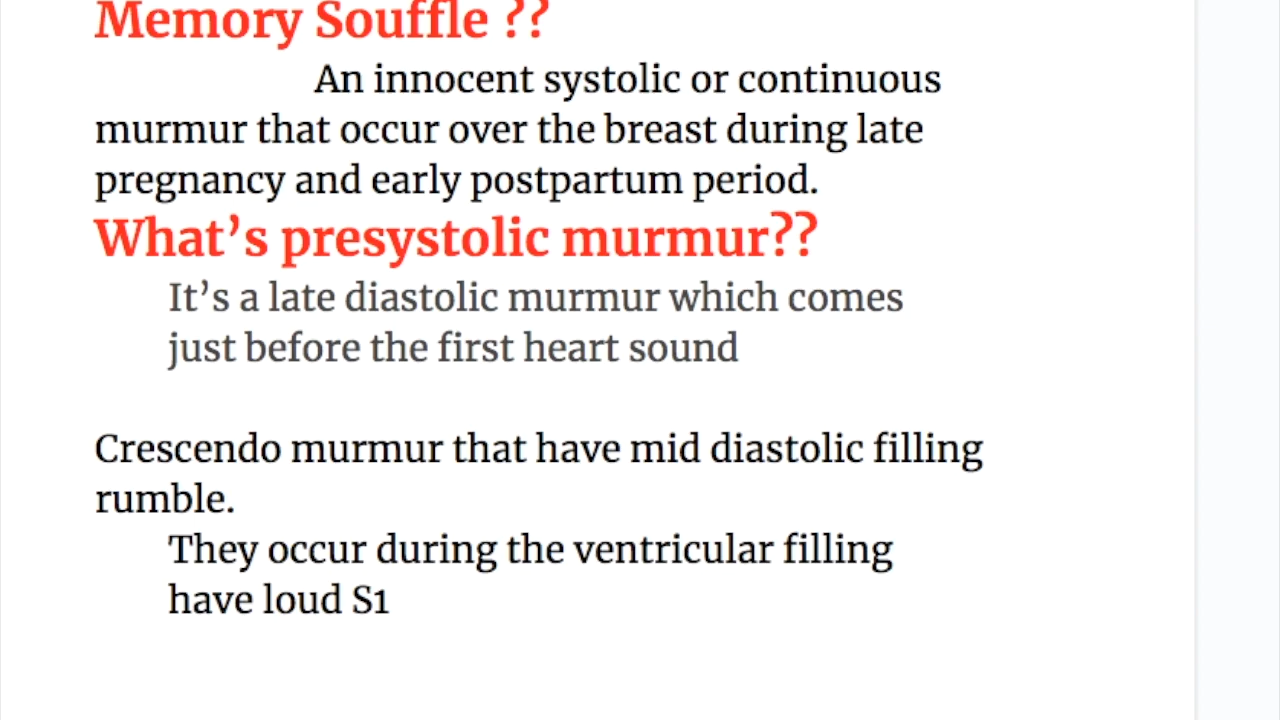 Memory Souffle ??
An innocent systolic or continuous
murmur that occur over the breast during late
pregnancy and early postpartum period.
What’s presystolic murmur??
It’s a late diastolic murmur which comes
just before the first heart sound
Crescendo murmur that have mid diastolic filling
rumble.
They occur during the ventricular filling
have loud S1